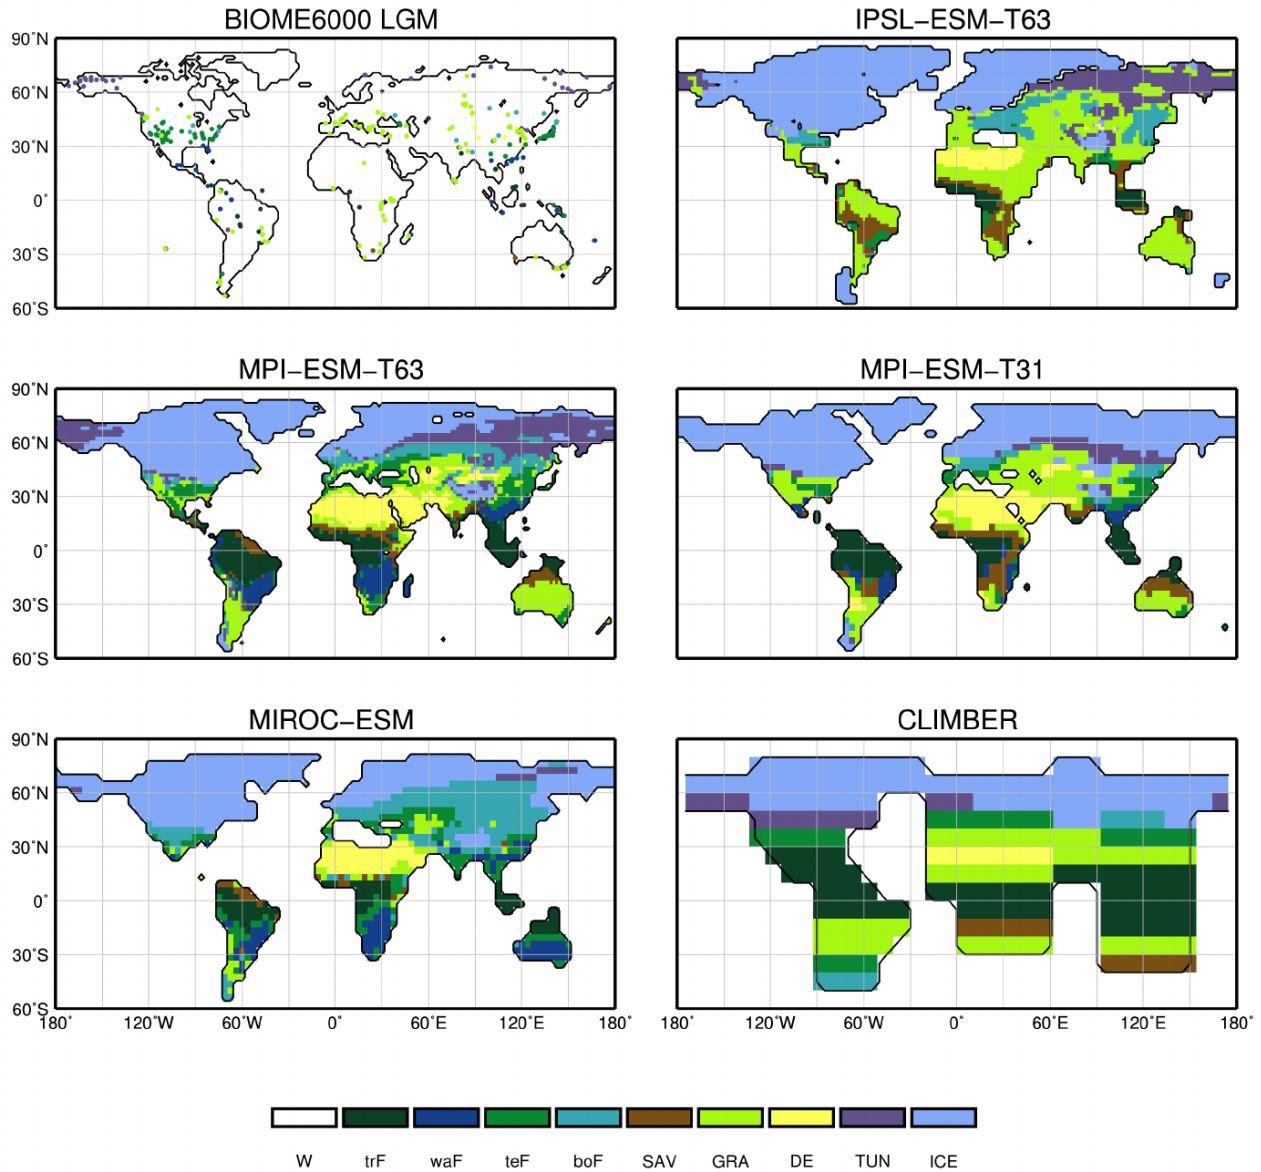 BIOME6000 LGM
IPSL−ESM−T63
90˚N
60˚N
30˚N
0˚
30˚S
60˚S
MPI−ESM−T63
MPI−ESM−T31
90˚N
60˚N
30˚N
0˚
30˚S
60˚S
MIROC−ESM
CLIMBER
90˚N
60˚N
30˚N
0˚
30˚S
60˚S
180˚ 120˚W 60˚W 0˚ 60˚E 120˚E 180˚
180˚ 120˚W 60˚W 0˚ 60˚E 120˚E 180˚
W trF waF teF boF SAV GRA DE TUN ICE